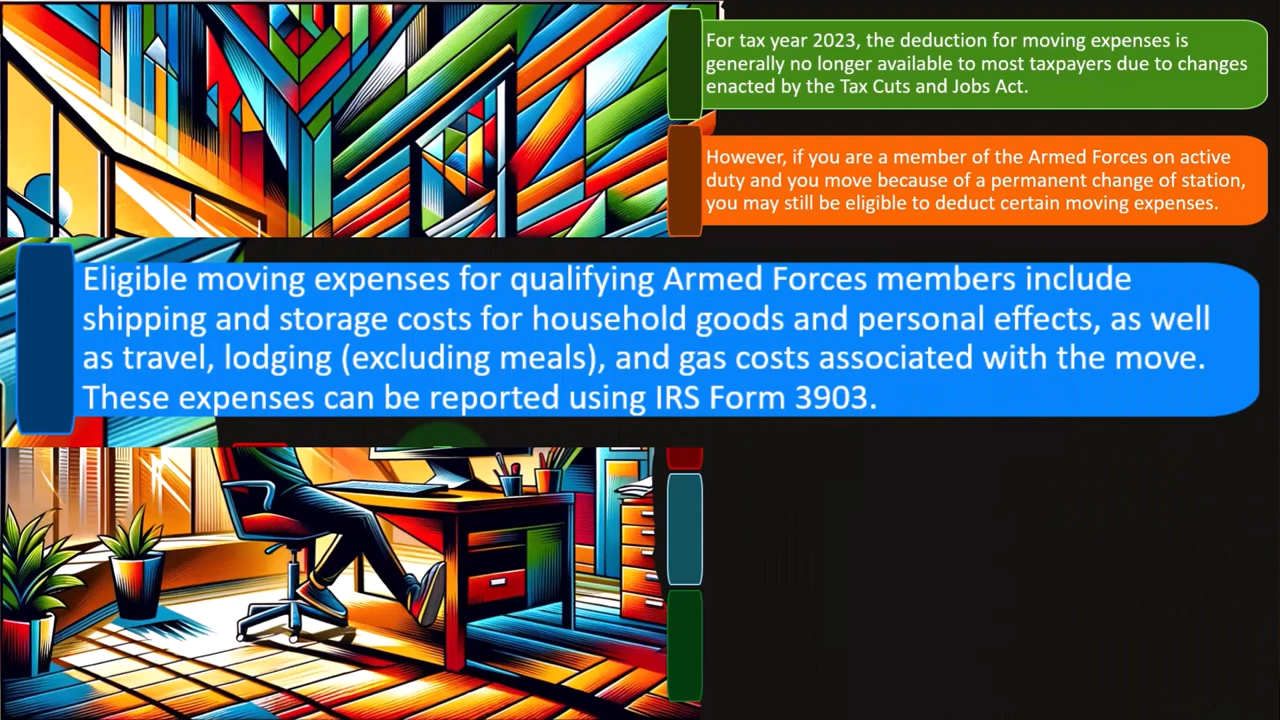 For tax year 2023, the deduction for moving expenses is
generally no longer available to most taxpayers due to changes
enacted by the Tax Cuts and Jobs Act.
However, if you are a member of the Armed Forces on active
duty and you move because of a permanent change of station,
you may still be eligible to deduct certain moving expenses.
Eligible moving expenses for qualifying Armed Forces members include
shipping and storage costs for household goods and personal effects, as well
as travel, lodging (excluding meals), and gas costs associated with the move.
These expenses can be reported using IRS Form 3903.